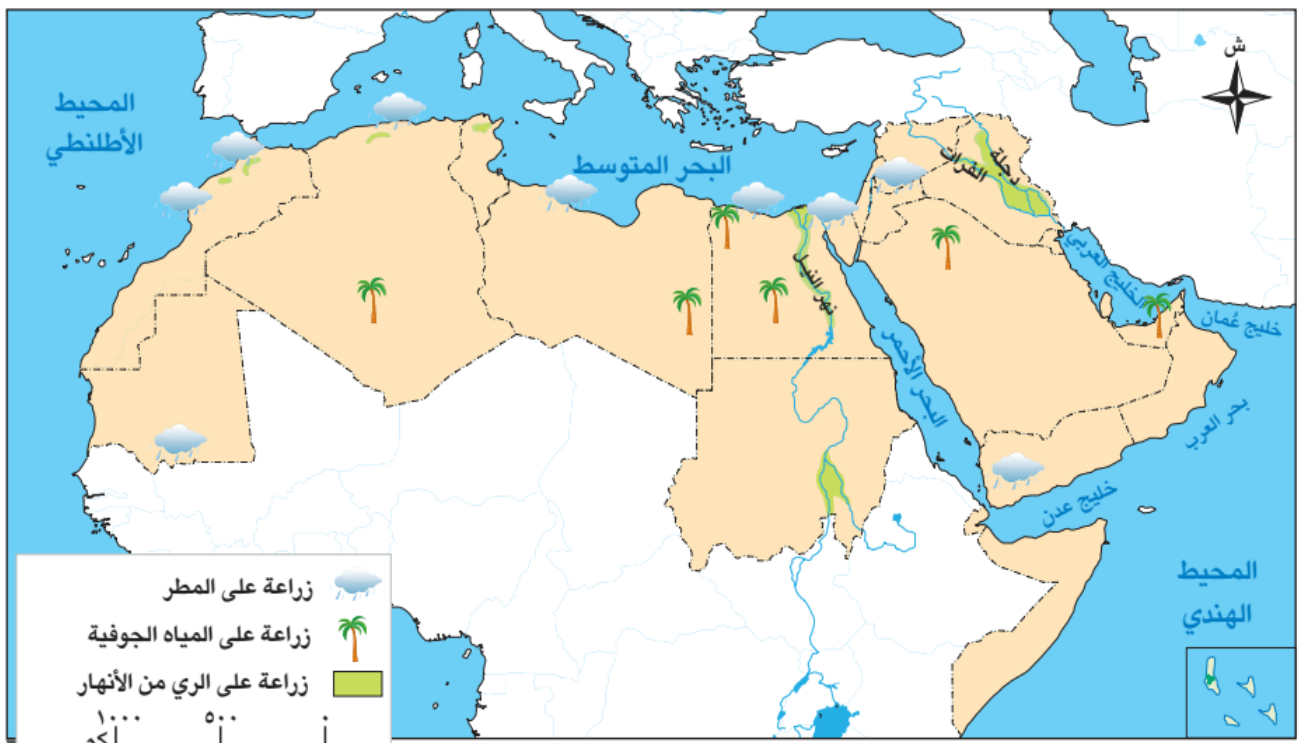 ش
المحيط
الأطلنطي
البحر المتوسط
دجلة
الفرات
نهر النيل
الخليج العربي
خليج عُمان
البحر الأحمر
بحر العرب
خليج عدن
المحيط
الهندي
زراعة على المطر
زراعة على المياه الجوفية
زراعة على الري من الأنهار
٠ ٥٠٠ ١٠٠٠
كم